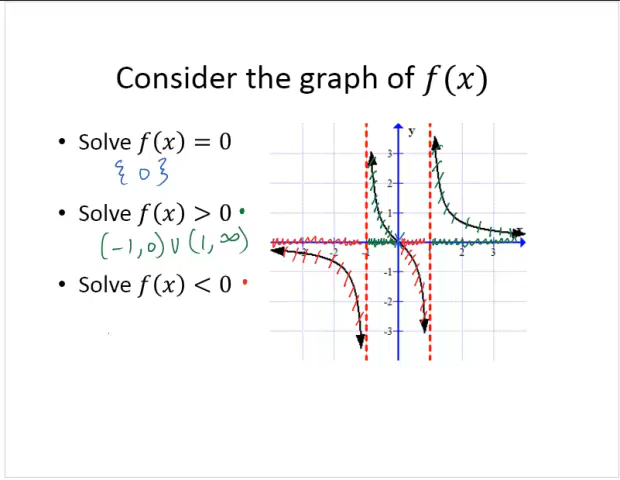 Consider the graph of f(x)
• Solve f(x) = 0
{0}
• Solve f(x) > 0
(-1,0) ∪ (1,∞)
• Solve f(x) < 0
y
3
2
1
x
-2
-1
2
3
-1
-2
-3